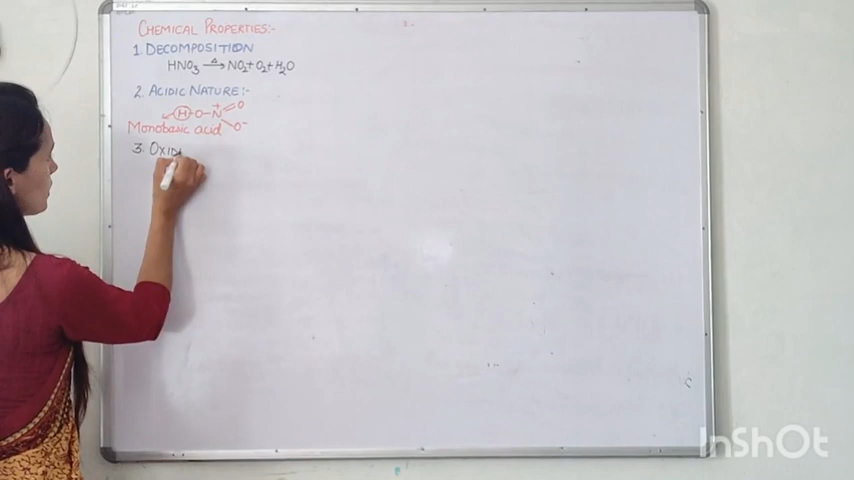 CHEMICAL PROPERTIES:-
1. DECOMPOSITION
HNO3 —Δ→ NO2+O2+H2O
2. ACIDIC NATURE:-
H-O-N+ =O
O-
Monobasic acid
3. OXID
InShOt